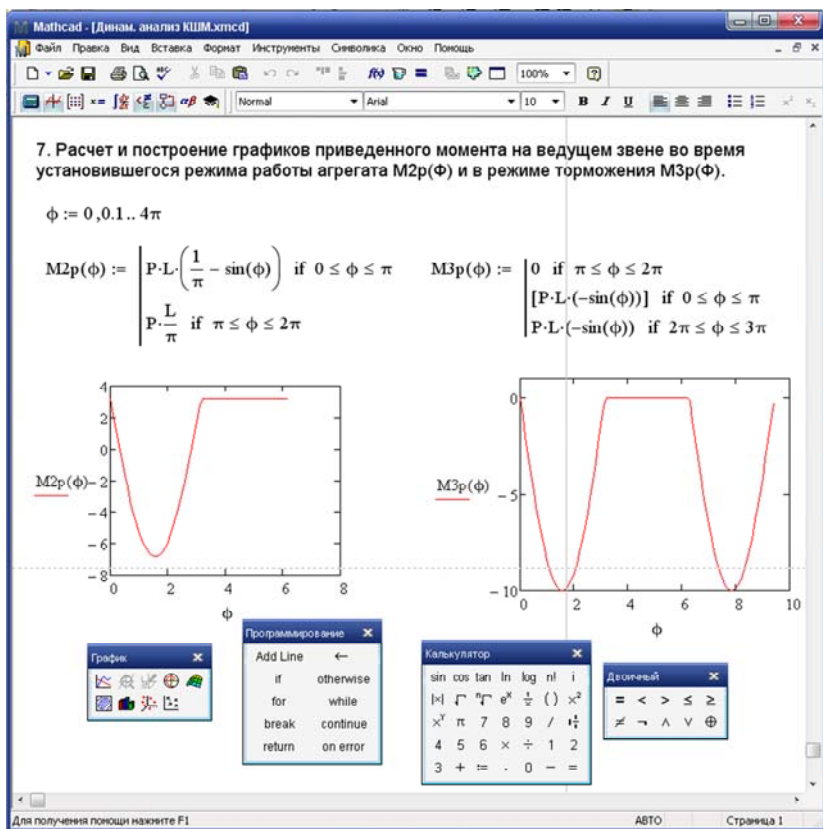 Mathcad - [Динам. анализ КШМ.xmcd]
Файл Правка Вид Вставка Формат Инструменты Символика Окно Помощь
100%
Normal Arial 10 B I U
7. Расчет и построение графиков приведенного момента на ведущем звене во время
установившегося режима работы агрегата М2р(Ф) и в режиме торможения М3р(Ф).
ϕ := 0 ,0.1 .. 4π
M2p(ϕ) := | P·L·(1/π − sin(ϕ)) if 0 ≤ ϕ ≤ π
P·L/π if π ≤ ϕ ≤ 2π
M3p(ϕ) := | 0 if π ≤ ϕ ≤ 2π
[P·L·(−sin(ϕ))] if 0 ≤ ϕ ≤ π
P·L·(−sin(ϕ)) if 2π ≤ ϕ ≤ 3π
4
2
0
M2p(ϕ) − 2
− 4
− 6
− 8
0 2 4 6 8
ϕ
0
M3p(ϕ) − 5
− 10
0 2 4 6 8 10
ϕ
График x
Программирование x
Add Line ←
if otherwise
for while
break continue
return on error
Калькулятор x
sin cos tan ln log n! i
|×| √ ⁿ√ eˣ 1/x ( ) ×²
×ʸ π 7 8 9 /
4 5 6 × ÷ 1 2
3 + := . 0 − =
Двоичный x
= < > ≤ ≥
≠ ¬ ∧ ∨ ⊕
Для получения помощи нажмите F1 АВТО Страница 1